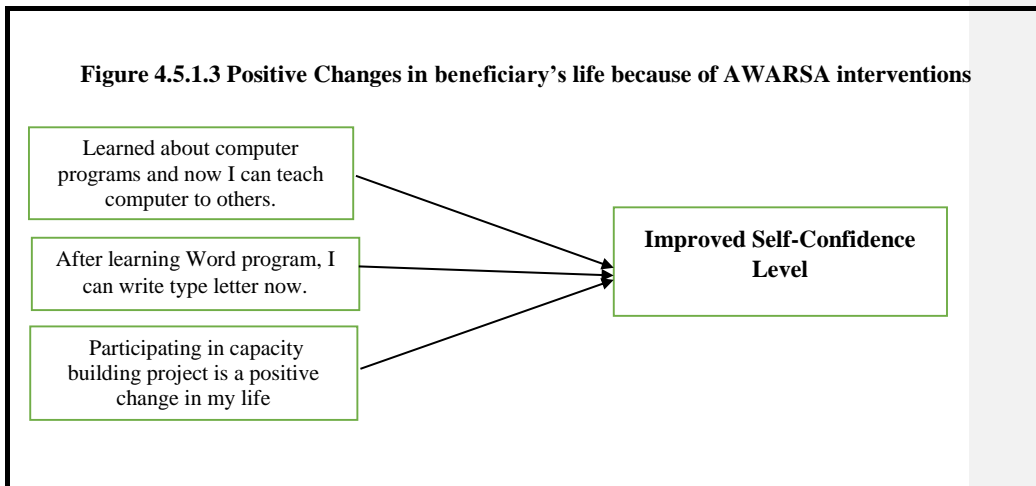 Figure 4.5.1.3 Positive Changes in beneficiary's life because of AWARSA interventions
Learned about computer
programs and now I can teach
computer to others.
After learning Word program, I
can write type letter now.
Participating in capacity
building project is a positive
change in my life
Improved Self-Confidence
Level